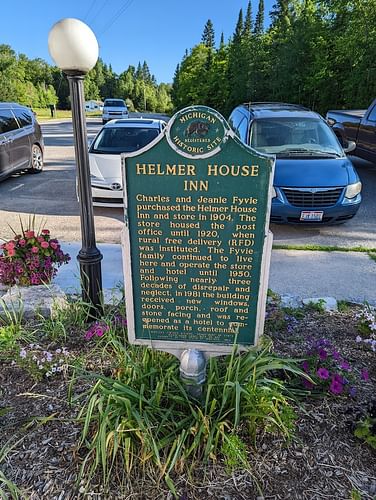 MICHIGAN
REGISTERED
HISTORIC SITE
HELMER HOUSE
INN
Charles and Jeanie Fyvie
purchased the Helmer House
Inn and store in 1904. The
store housed the post
office until 1920, when
rural free delivery (RFD)
was instituted. The Fyvie
family continued to live
here and operate the store
and hotel until 1950.
Following nearly three
decades of disrepair and
neglect, in 1981 the building
received new windows,
doors, porch, roof and
stone facing and was re-
opened as a hotel to com-
memorate its centennial.